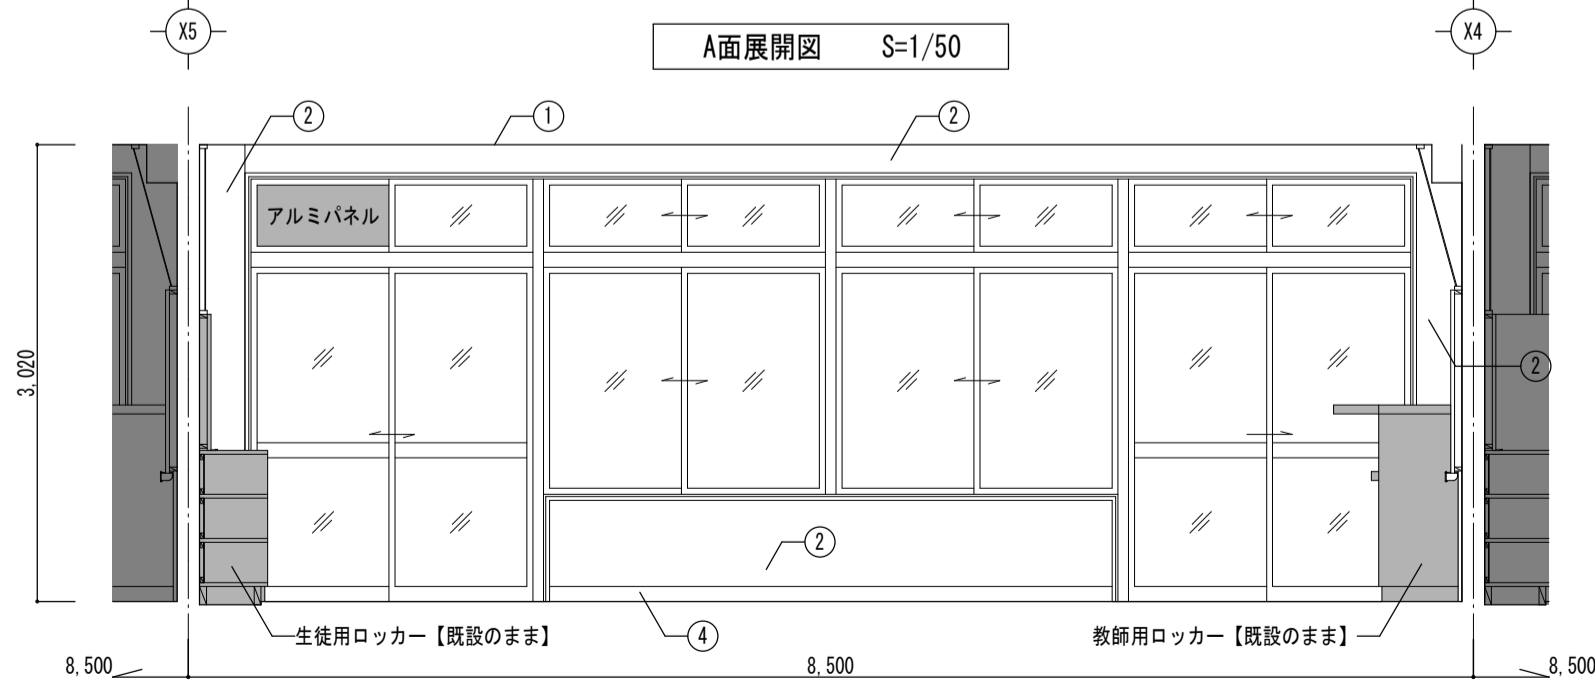 X5
A面展開図 S=1/50
X4
②
①
②
アルミパネル
3,020
②
②
生徒用ロッカー【既設のまま】
④
教師用ロッカー【既設のまま】
8,500
8,500
8,500